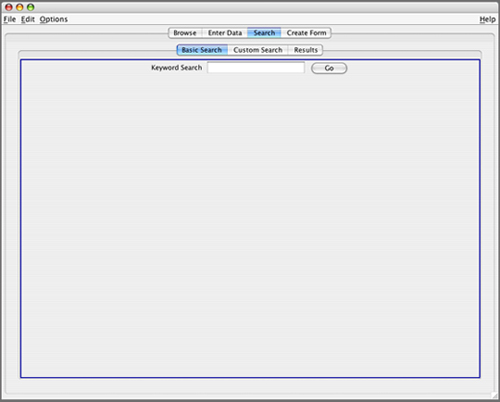 File Edit Options Help
Browse Enter Data Search Create Form
Basic Search Custom Search Results
Keyword Search Go